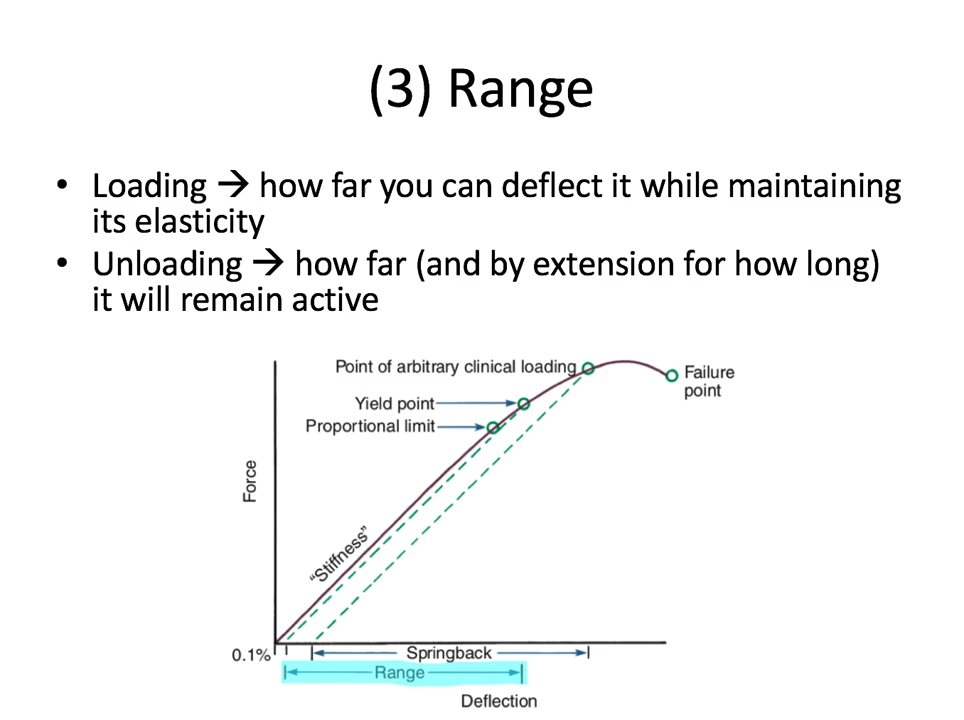 (3) Range
• Loading → how far you can deflect it while maintaining
its elasticity
• Unloading → how far (and by extension for how long)
it will remain active
Point of arbitrary clinical loading
Failure
point
Yield point
Proportional limit
Force
"Stiffness"
0.1%
Springback
Range
Deflection